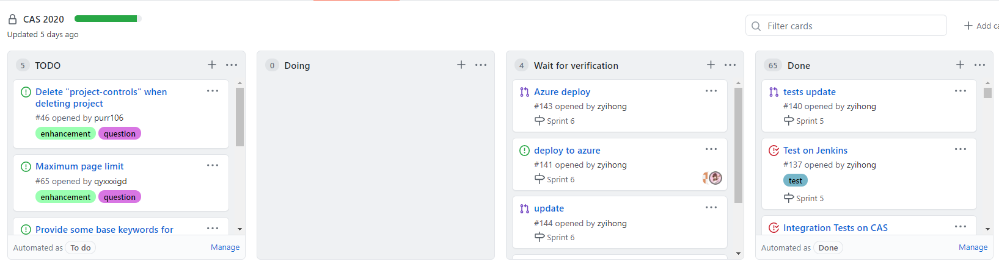 CAS 2020
Updated 5 days ago
Filter cards
Add ca
5 TODO
Delete "project-controls" when
deleting project
#46 opened by purr106
enhancement question
Maximum page limit
#65 opened by qyxxxigd
enhancement question
Provide some base keywords for
Automated as To do Manage
0 Doing
4 Wait for verification
Azure deploy
#143 opened by zyihong
Sprint 6
deploy to azure
#141 opened by zyihong
Sprint 6
update
#144 opened by zyihong
Sprint 6
65 Done
tests update
#140 opened by zyihong
Sprint 5
Test on Jenkins
#137 opened by zyihong
test
Sprint 5
Integration Tests on CAS
Automated as Done Manage